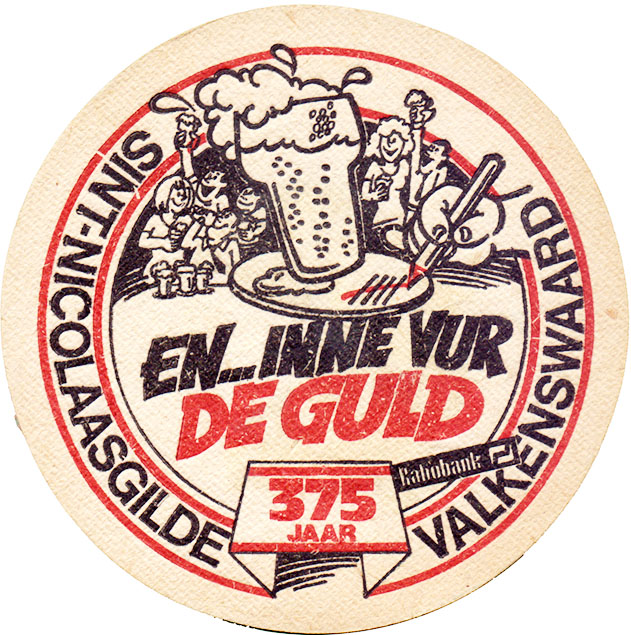 SINT-NICOLAASGILDE
VALKENSWAARD
EN... INNE VUR
DE GULD
Rabobank
375
JAAR